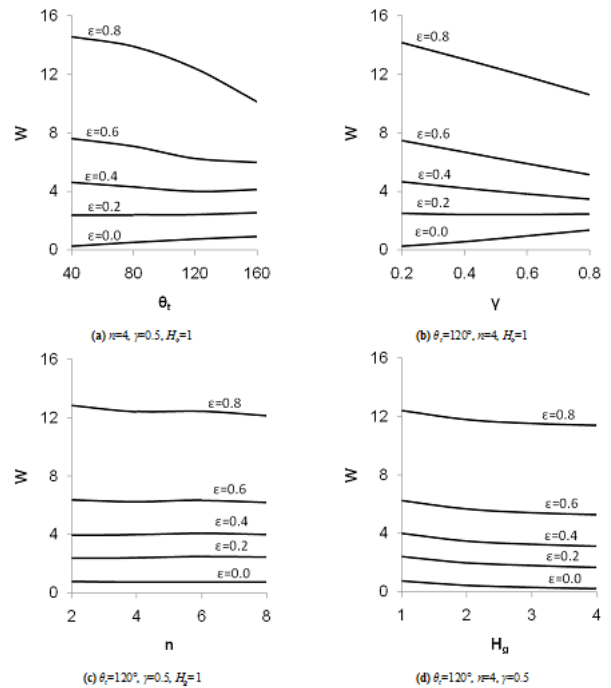 16
12
8
4
0
W
ε=0.8
ε=0.6
ε=0.4
ε=0.2
ε=0.0
40 80 120 160
θt
(a) n=4, γ=0.5, Hg=1
16
12
8
4
0
W
ε=0.8
ε=0.6
ε=0.4
ε=0.2
ε=0.0
0.2 0.4 0.6 0.8
γ
(b) θt=120°, n=4, Hg=1
16
12
8
4
0
W
ε=0.8
ε=0.6
ε=0.4
ε=0.2
ε=0.0
2 4 6 8
n
(c) θt=120°, γ=0.5, Hg=1
16
12
8
4
0
W
ε=0.8
ε=0.6
ε=0.4
ε=0.2
ε=0.0
1 2 3 4
Hg
(d) θt=120°, n=4, γ=0.5